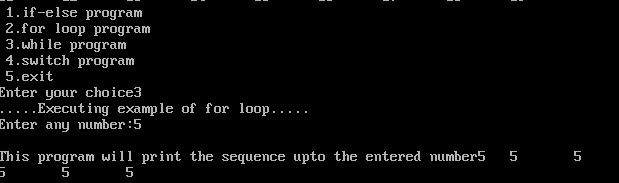 1.if-else program
2.for loop program
3.while program
4.switch program
5.exit
Enter your choice3
.....Executing example of for loop.....
Enter any number:5
This program will print the sequence upto the entered number5 5 5
5 5 5